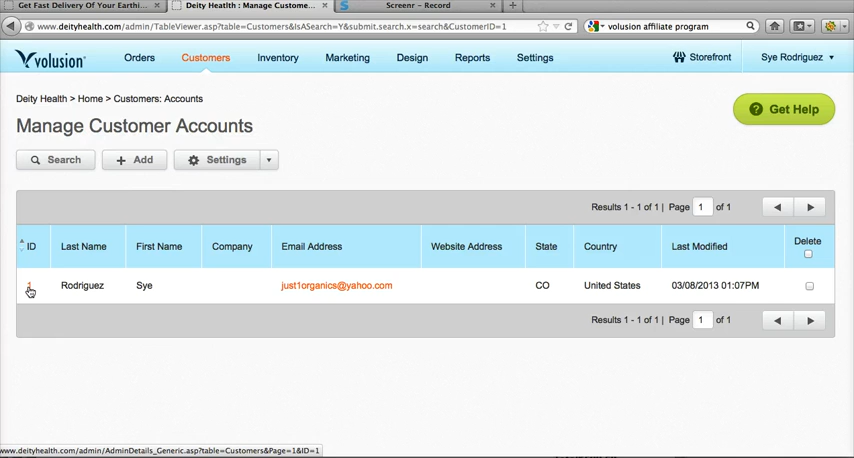 Get Fast Delivery Of Your Earthi...
Deity Health : Manage Custome...
Screenr - Record
www.deityhealth.com/admin/TableViewer.asp?table=Customers&IsASearch=Y&submit.search.x=search&CustomerID=1
volusion affiliate program
volusion
Orders
Customers
Inventory
Marketing
Design
Reports
Settings
Storefront
Sye Rodriguez
Deity Health > Home > Customers: Accounts
Manage Customer Accounts
Get Help
Search
Add
Settings
Results 1 - 1 of 1 | Page 1 of 1
ID Last Name First Name Company Email Address Website Address State Country Last Modified Delete
1 Rodriguez Sye just1organics@yahoo.com CO United States 03/08/2013 01:07PM
Results 1 - 1 of 1 | Page 1 of 1
www.deityhealth.com/admin/AdminDetails_Generic.asp?table=Customers&Page=1&ID=1